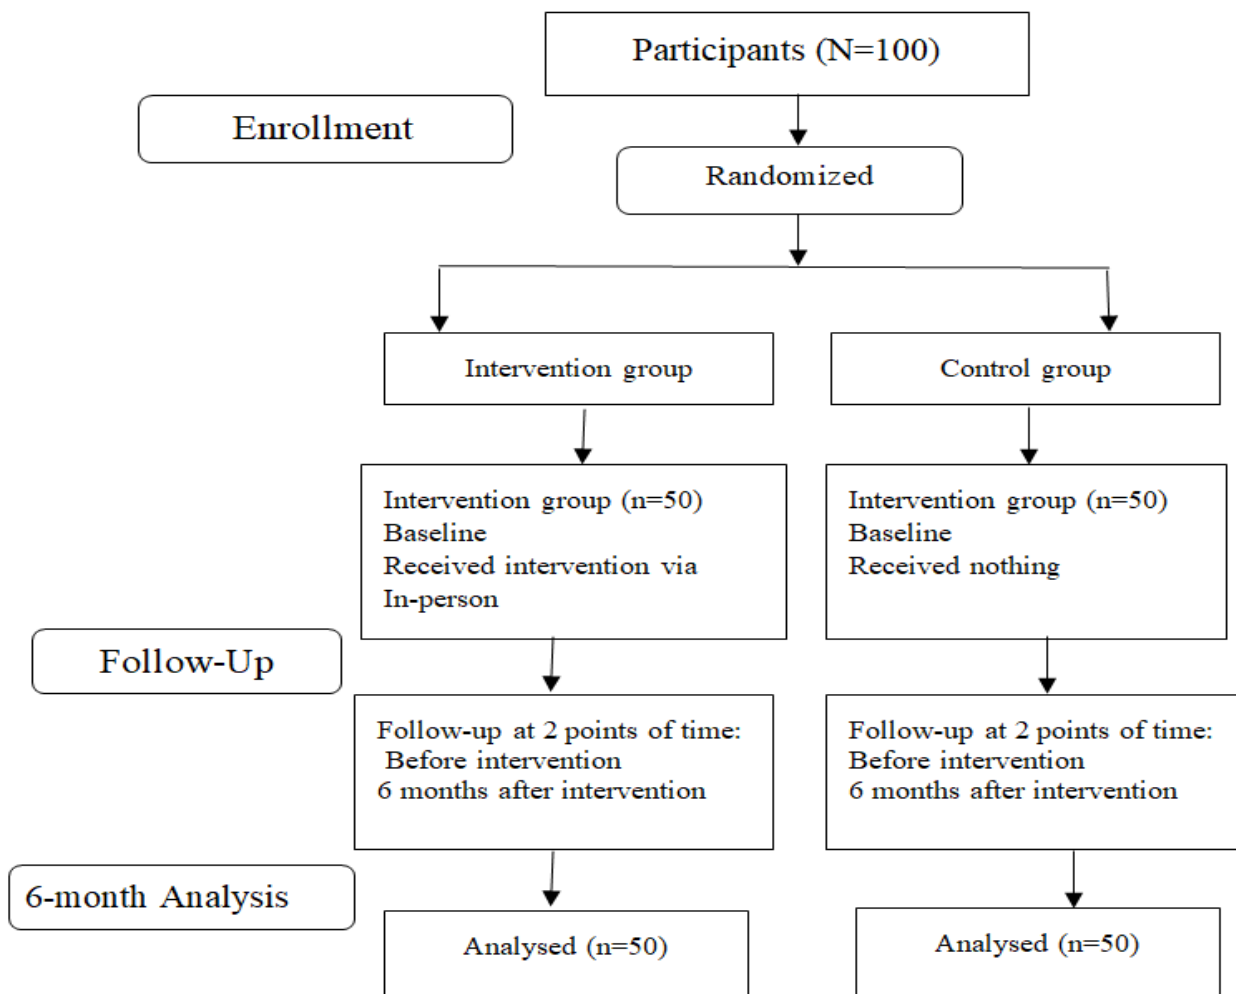 Participants (N=100)
Enrollment
Randomized
Intervention group
Control group
Intervention group (n=50)
Baseline
Received intervention via
In-person
Intervention group (n=50)
Baseline
Received nothing
Follow-Up
Follow-up at 2 points of time:
Before intervention
6 months after intervention
Follow-up at 2 points of time:
Before intervention
6 months after intervention
6-month Analysis
Analysed (n=50)
Analysed (n=50)